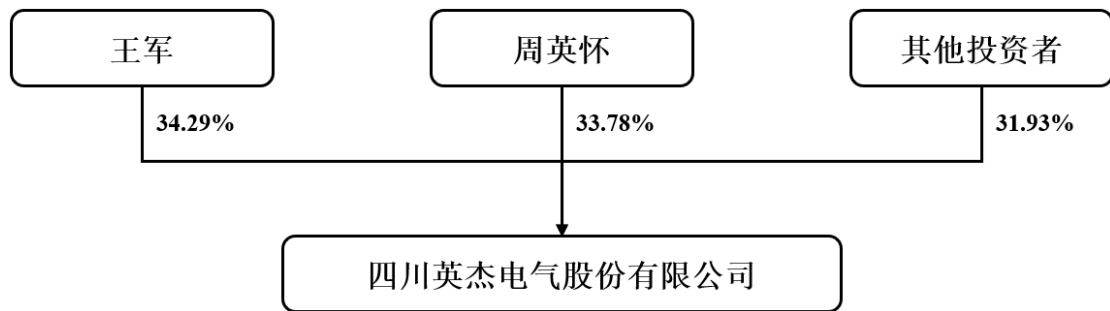 王军
周英怀
其他投资者
34.29%
33.78%
31.93%
四川英杰电气股份有限公司